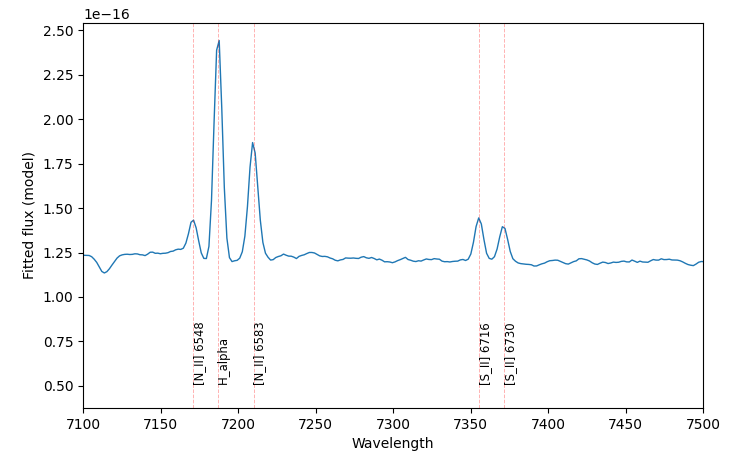 1e−16
2.50
2.25
2.00
1.75
1.50
1.25
1.00
0.75
0.50
Fitted flux (model)
[N_II] 6548
H_alpha
[N_II] 6583
[S_II] 6716
[S_II] 6730
7100 7150 7200 7250 7300 7350 7400 7450 7500
Wavelength